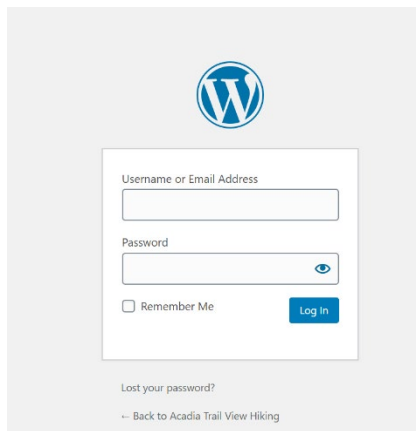 Username or Email Address
Password
Remember Me
Log In
Lost your password?
← Back to Acadia Trail View Hiking